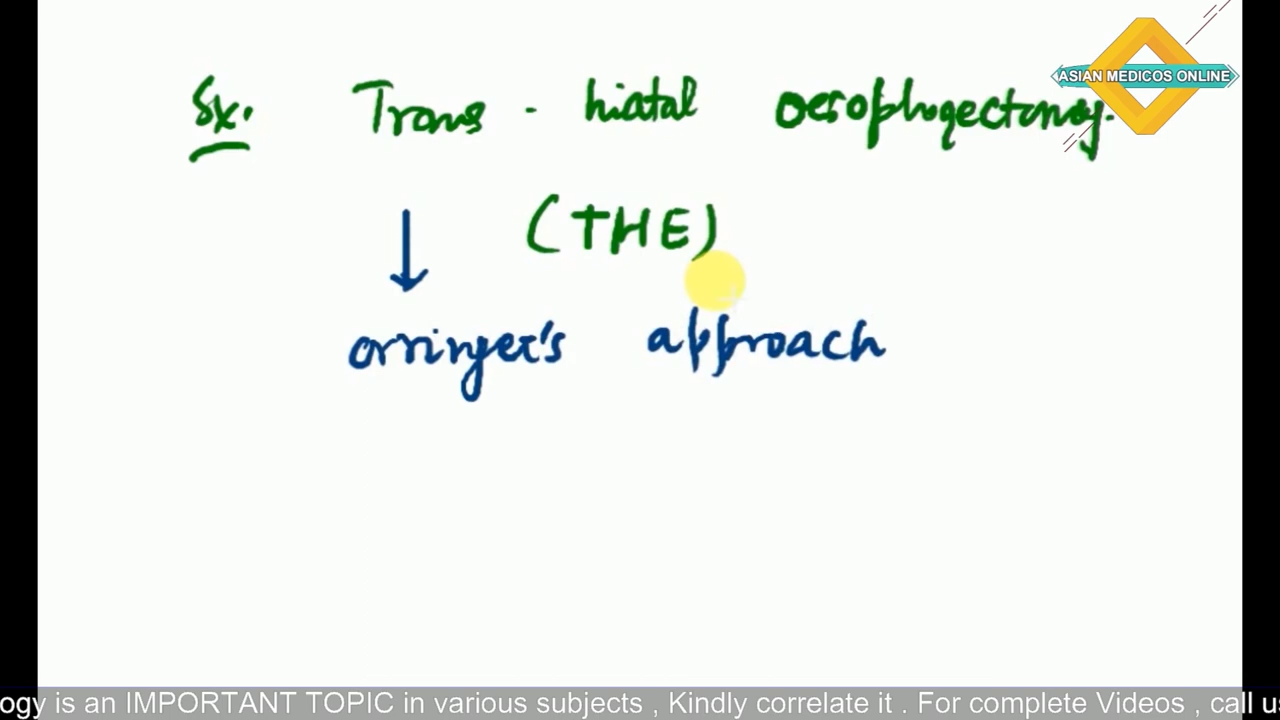 Sx. Trans - hiatal oesophogectomy.
ASIAN MEDICOS ONLINE
(THE)
↓
orringer's approach
ogy is an IMPORTANT TOPIC in various subjects , Kindly correlate it . For complete Videos , call us